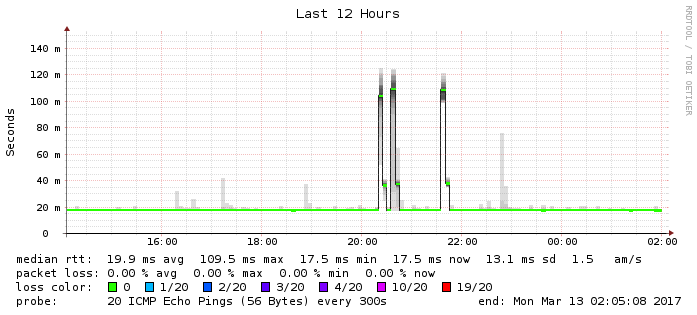 Last 12 Hours
RRDTOOL / TOBI OETIKER
Seconds
140 m
120 m
100 m
80 m
60 m
40 m
20 m
0
16:00 18:00 20:00 22:00 00:00 02:00
median rtt: 19.9 ms avg 109.5 ms max 17.5 ms min 17.5 ms now 13.1 ms sd 1.5 am/s
packet loss: 0.00 % avg 0.00 % max 0.00 % min 0.00 % now
loss color: 0 1/20 2/20 3/20 4/20 10/20 19/20
probe: 20 ICMP Echo Pings (56 Bytes) every 300s end: Mon Mar 13 02:05:08 2017